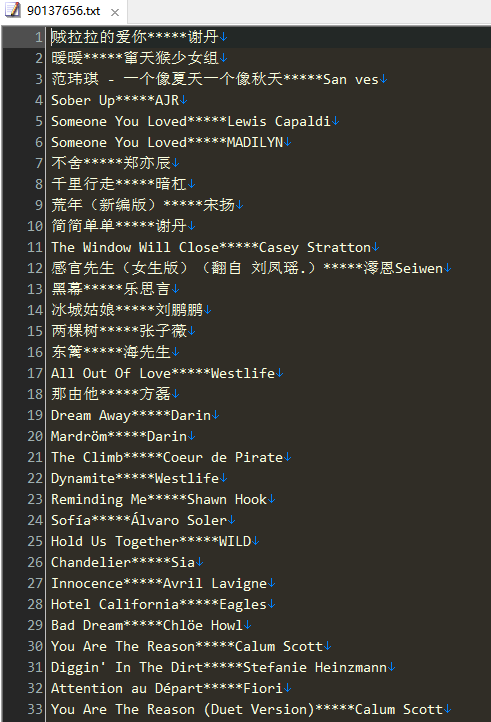 90137656.txt
1 贼拉拉的爱你*****谢丹
2 暖暖*****窜天猴少女组
3 范玮琪 - 一个像夏天一个像秋天*****San ves
4 Sober Up*****AJR
5 Someone You Loved*****Lewis Capaldi
6 Someone You Loved*****MADILYN
7 不舍*****郑亦辰
8 千里行走*****暗杠
9 荒年（新编版）*****宋扬
10 简简单单*****谢丹
11 The Window Will Close*****Casey Stratton
12 感官先生（女生版）（翻自 刘凤瑶.）*****澪恩Seiwen
13 黑幕*****乐思言
14 冰城姑娘*****刘鹏鹏
15 两棵树*****张子薇
16 东篱*****海先生
17 All Out Of Love*****Westlife
18 那由他*****方磊
19 Dream Away*****Darin
20 Mardröm*****Darin
21 The Climb*****Coeur de Pirate
22 Dynamite*****Westlife
23 Reminding Me*****Shawn Hook
24 Sofía*****Álvaro Soler
25 Hold Us Together*****WILD
26 Chandelier*****Sia
27 Innocence*****Avril Lavigne
28 Hotel California*****Eagles
29 Bad Dream*****Chlöe Howl
30 You Are The Reason*****Calum Scott
31 Diggin' In The Dirt*****Stefanie Heinzmann
32 Attention au Départ*****Fiori
33 You Are The Reason (Duet Version)*****Calum Scott